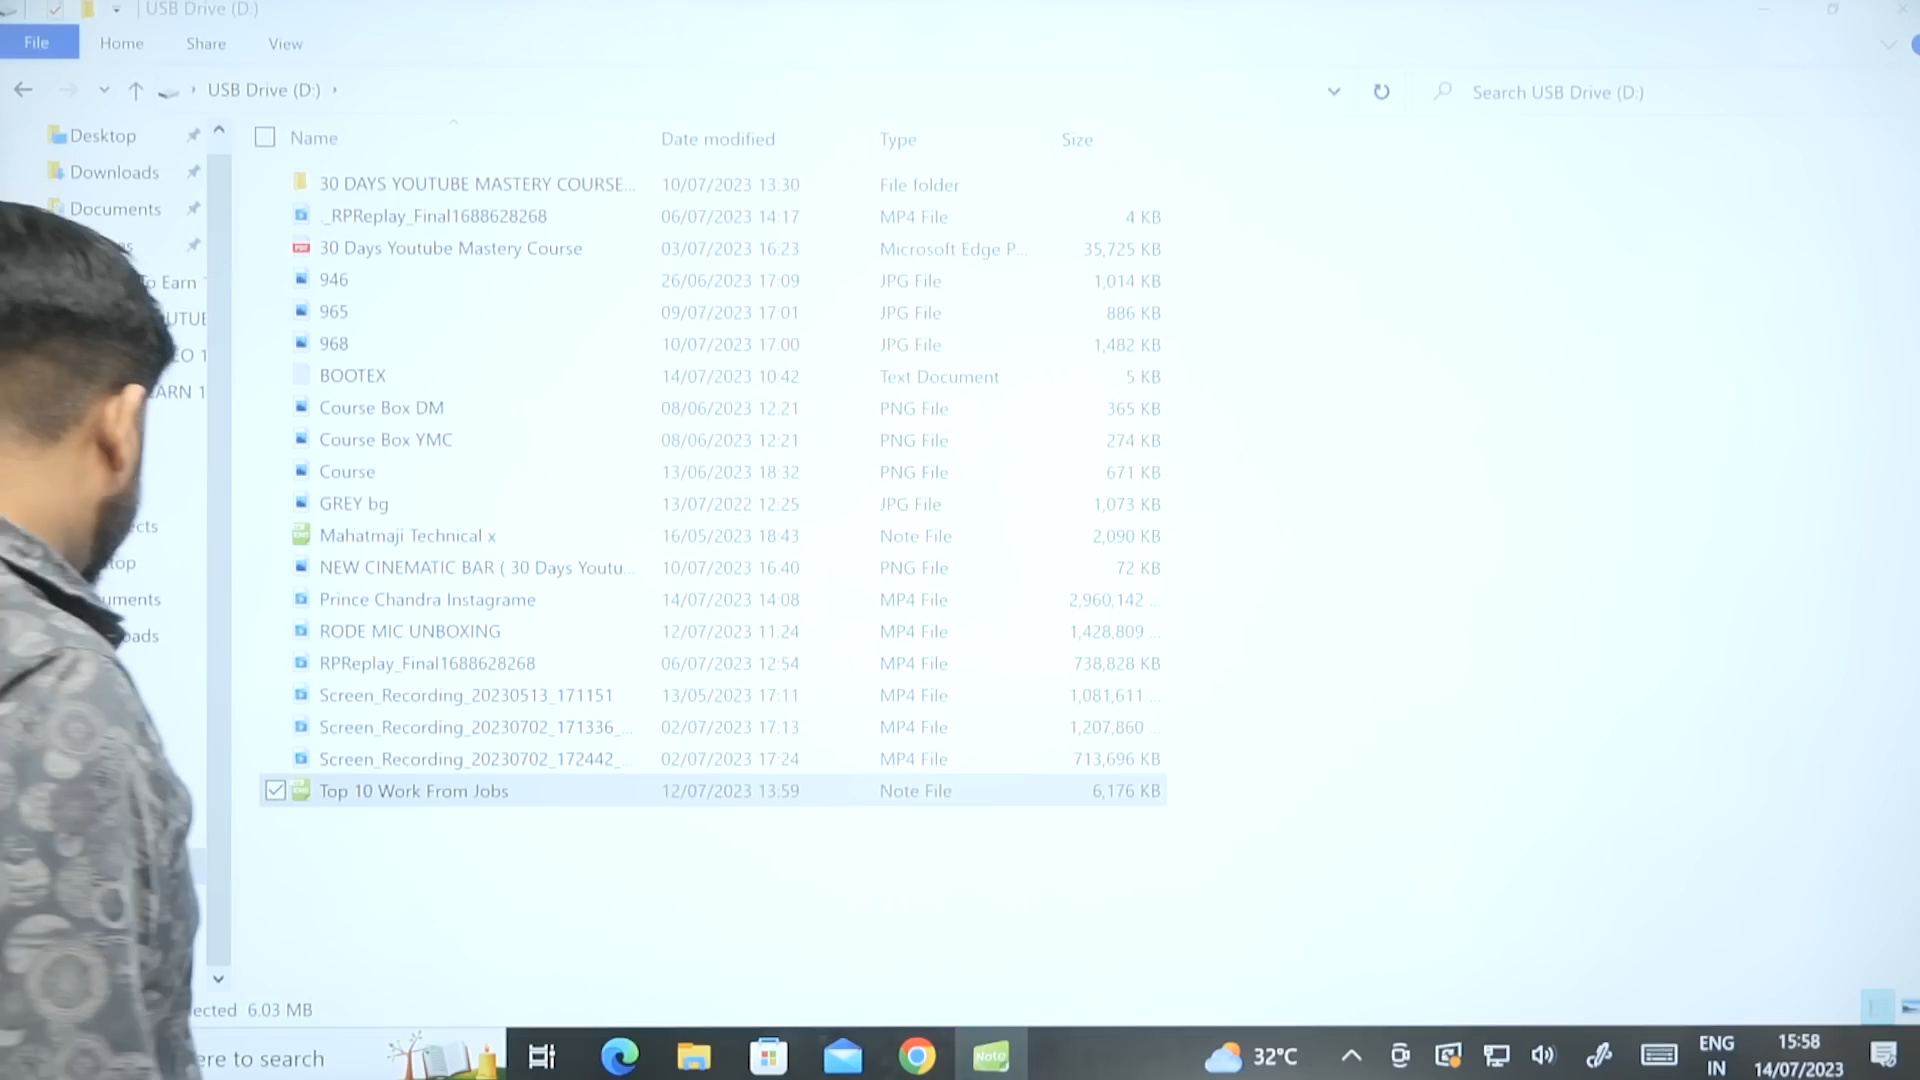 USB Drive (D:)
File Home Share View
USB Drive (D:)
Search USB Drive (D:)
Desktop
Downloads
Documents
To Earn
ects
uments
ected 6.03 MB
Name Date modified Type Size
30 DAYS YOUTUBE MASTERY COURSE... 10/07/2023 13:30 File folder
._RPReplay_Final1688628268 06/07/2023 14:17 MP4 File 4 KB
30 Days Youtube Mastery Course 03/07/2023 16:23 Microsoft Edge P... 35,725 KB
946 26/06/2023 17:09 JPG File 1,014 KB
965 09/07/2023 17:01 JPG File 886 KB
968 10/07/2023 17:00 JPG File 1,482 KB
BOOTEX 14/07/2023 10:42 Text Document 5 KB
Course Box DM 08/06/2023 12:21 PNG File 365 KB
Course Box YMC 08/06/2023 12:21 PNG File 274 KB
Course 13/06/2023 18:32 PNG File 671 KB
GREY bg 13/07/2022 12:25 JPG File 1,073 KB
Mahatmaji Technical x 16/05/2023 18:43 Note File 2,090 KB
NEW CINEMATIC BAR ( 30 Days Youtu... 10/07/2023 16:40 PNG File 72 KB
Prince Chandra Instagrame 14/07/2023 14:08 MP4 File 2,960,142 ...
RODE MIC UNBOXING 12/07/2023 11:24 MP4 File 1,428,809 ...
RPReplay_Final1688628268 06/07/2023 12:54 MP4 File 738,828 KB
Screen_Recording_20230513_171151 13/05/2023 17:11 MP4 File 1,081,611 ...
Screen_Recording_20230702_171336_... 02/07/2023 17:13 MP4 File 1,207,860 ...
Screen_Recording_20230702_172442_... 02/07/2023 17:24 MP4 File 713,696 KB
Top 10 Work From Jobs 12/07/2023 13:59 Note File 6,176 KB
ere to search
Note
32°C
ENG
IN
15:58
14/07/2023